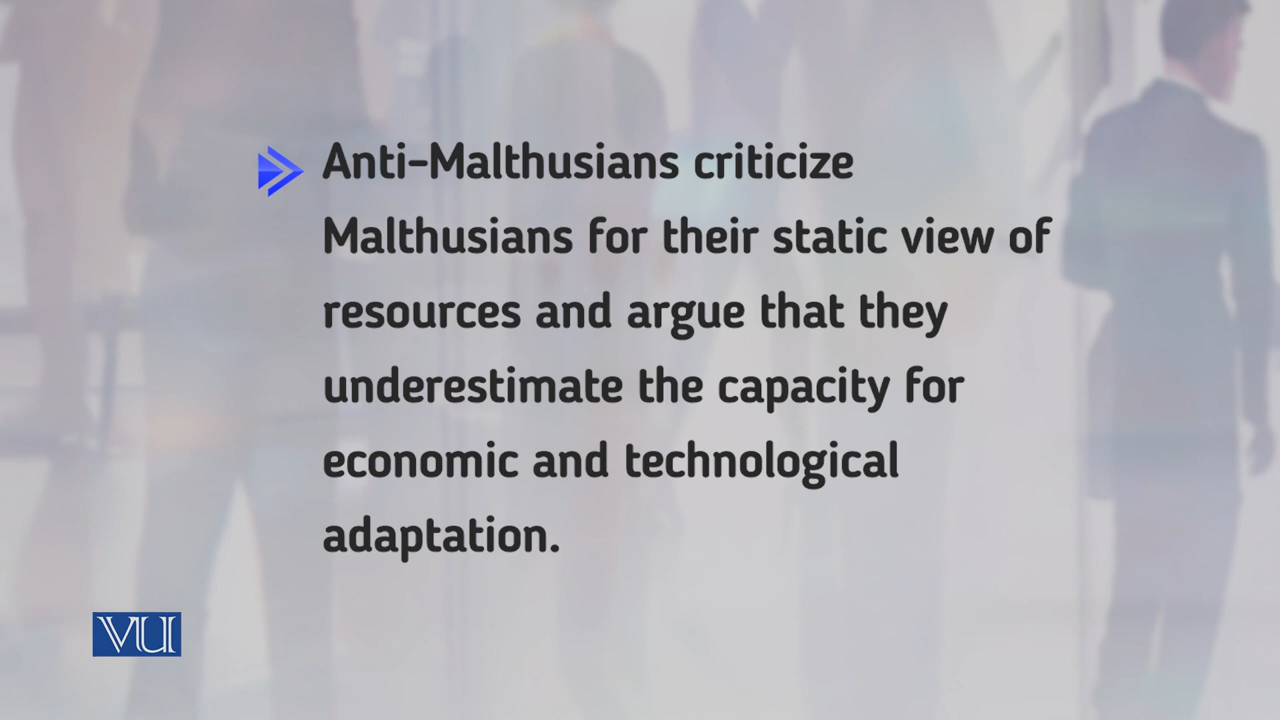 Anti-Malthusians criticize
Malthusians for their static view of
resources and argue that they
underestimate the capacity for
economic and technological
adaptation.
VU